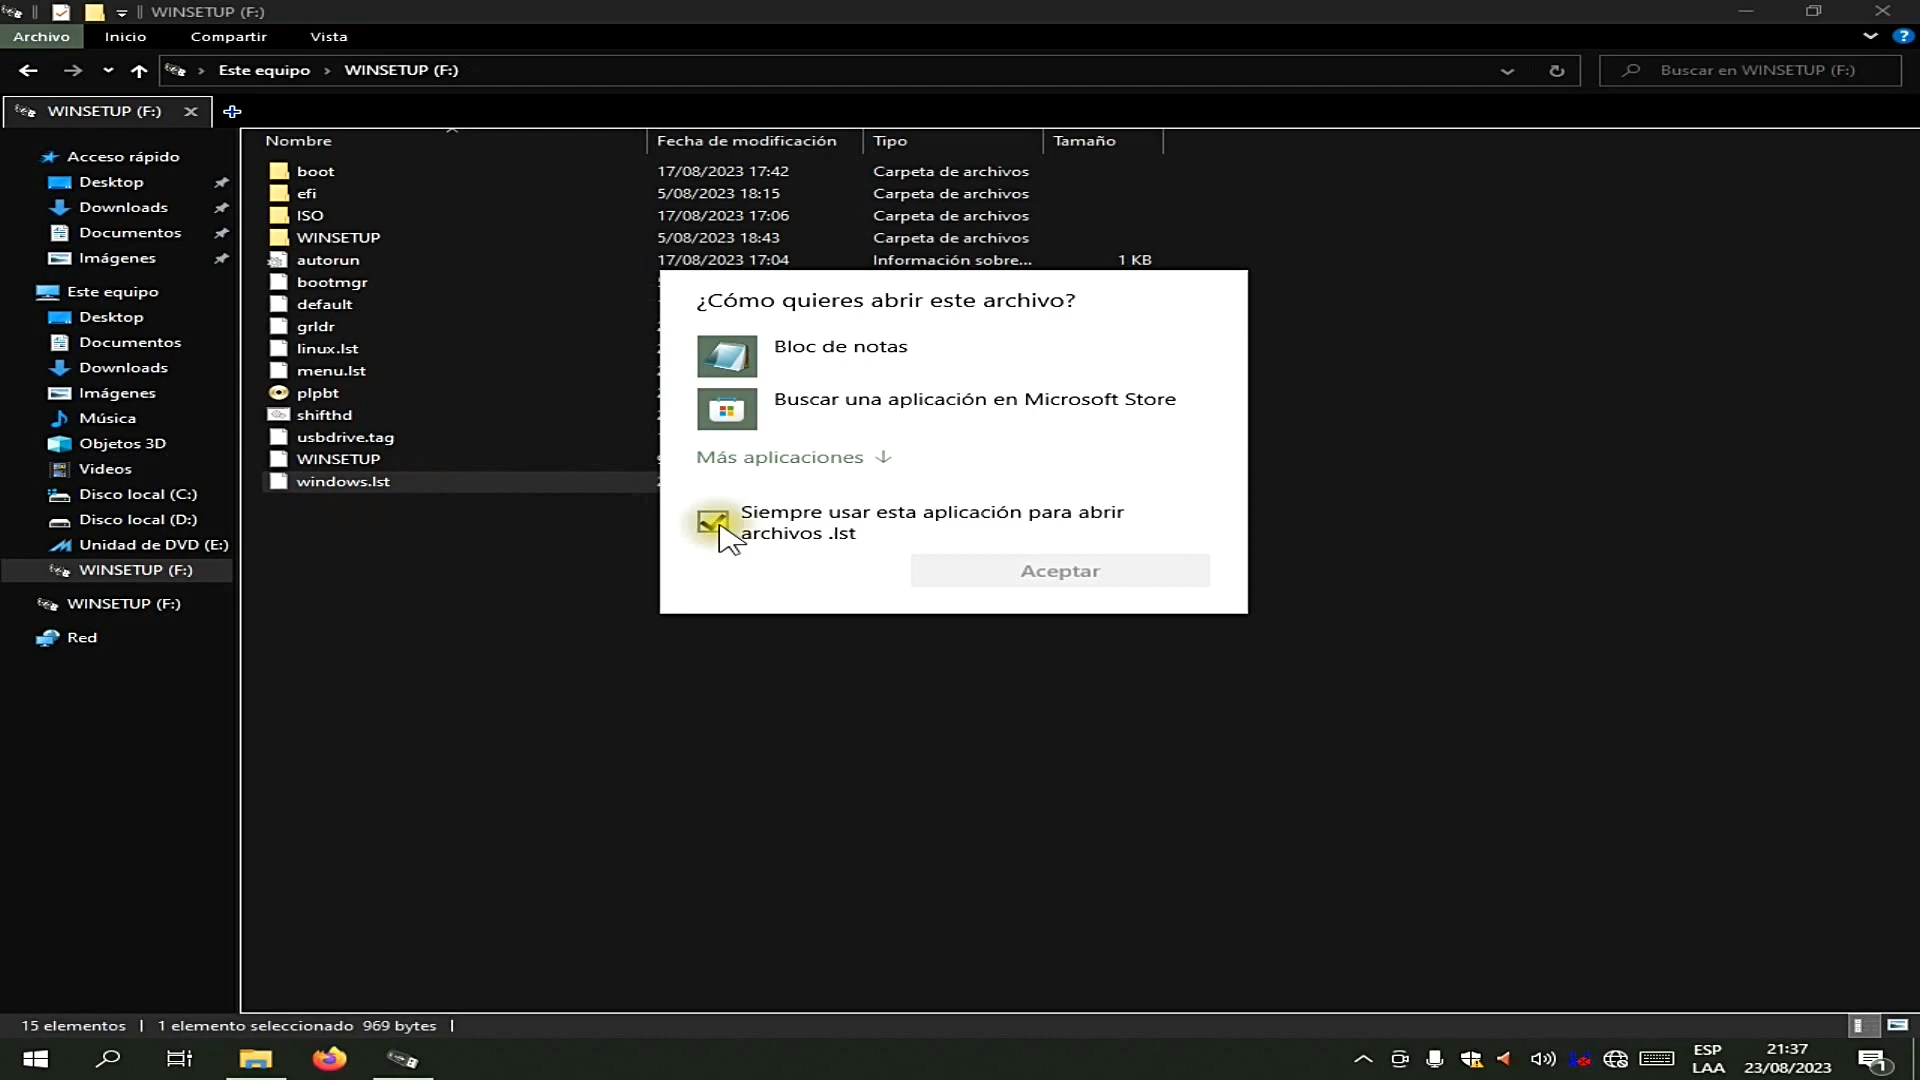 WINSETUP (F:)
Archivo Inicio Compartir Vista
Este equipo › WINSETUP (F:)
Buscar en WINSETUP (F:)
WINSETUP (F:)
Nombre Fecha de modificación Tipo Tamaño
Acceso rápido
Desktop
Downloads
Documentos
Imágenes
Este equipo
Desktop
Documentos
Downloads
Imágenes
Música
Objetos 3D
Videos
Disco local (C:)
Disco local (D:)
Unidad de DVD (E:)
WINSETUP (F:)
WINSETUP (F:)
Red
boot 17/08/2023 17:42 Carpeta de archivos
efi 5/08/2023 18:15 Carpeta de archivos
ISO 17/08/2023 17:06 Carpeta de archivos
WINSETUP 5/08/2023 18:43 Carpeta de archivos
autorun 17/08/2023 17:04 Información sobre... 1 KB
bootmgr
default
grldr
linux.lst
menu.lst
plpbt
shifthd
usbdrive.tag
WINSETUP
windows.lst
¿Cómo quieres abrir este archivo?
Bloc de notas
Buscar una aplicación en Microsoft Store
Más aplicaciones ↓
Siempre usar esta aplicación para abrir
archivos .lst
Aceptar
15 elementos | 1 elemento seleccionado 969 bytes |
ESP
LAA
21:37
23/08/2023
1